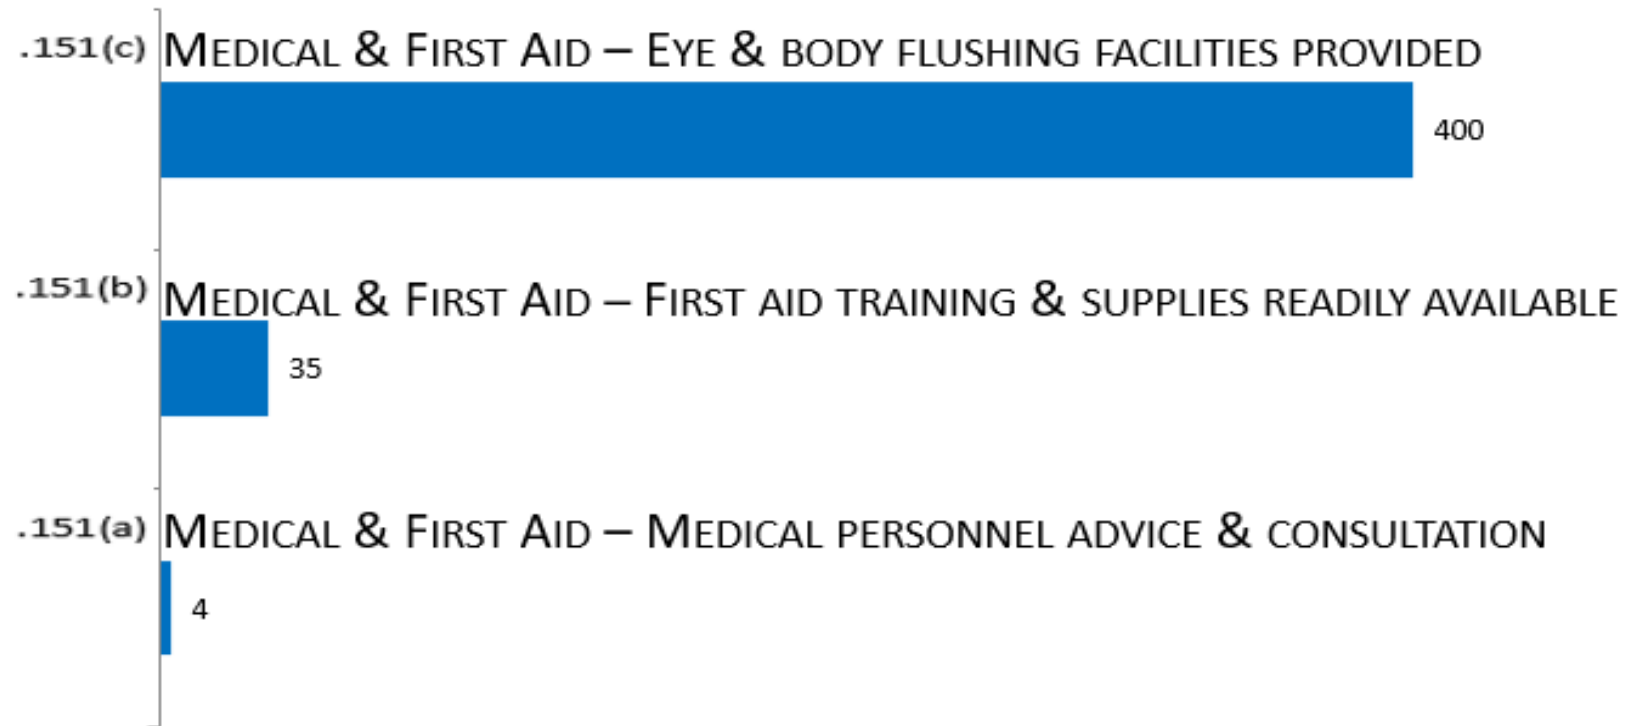 .151(c) MEDICAL & FIRST AID – EYE & BODY FLUSHING FACILITIES PROVIDED
400
.151(b) MEDICAL & FIRST AID – FIRST AID TRAINING & SUPPLIES READILY AVAILABLE
35
.151(a) MEDICAL & FIRST AID – MEDICAL PERSONNEL ADVICE & CONSULTATION
4